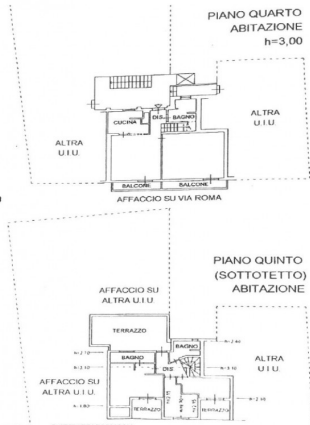 PIANO QUARTO
ABITAZIONE
h=3,00
CUCINA
DIS
BAGNO
ALTRA
U.I.U.
ALTRA
U.I.U.
BALCONE
BALCONE
AFFACCIO SU VIA ROMA
PIANO QUINTO
(SOTTOTETTO)
ABITAZIONE
AFFACCIO SU
ALTRA U.I.U
TERRAZZO
BAGNO
BAGNO
DIS
ALTRA
U.I.U.
AFFACCIO SU
ALTRA U.I.U.
TERRAZZO
TERRAZZO